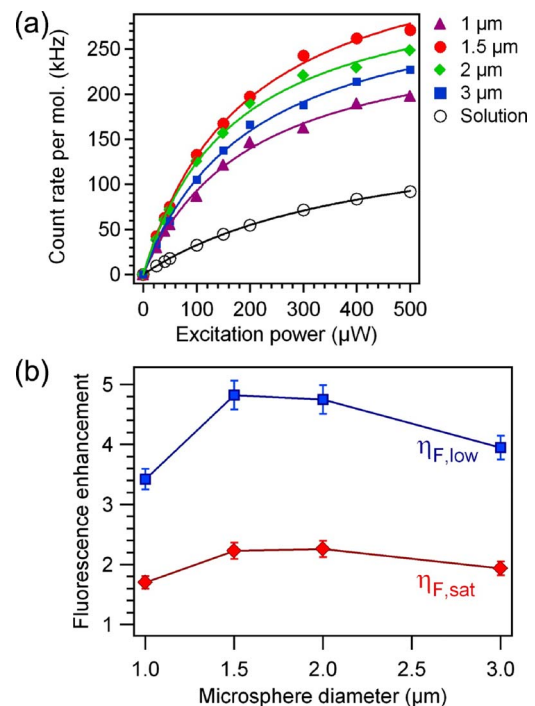 (a)
250
200
150
100
50
0
Count rate per mol. (kHz)
0 100 200 300 400 500
Excitation power (µW)
1 µm
1.5 µm
2 µm
3 µm
Solution
(b)
5
4
3
2
1
Fluorescence enhancement
ηF,low
ηF,sat
1.0 1.5 2.0 2.5 3.0
Microsphere diameter (µm)